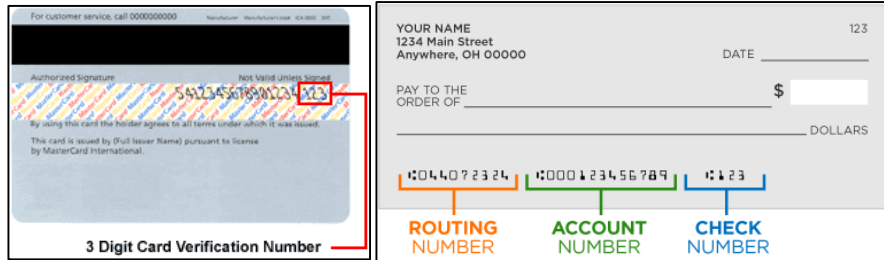 For customer service, call 0000000000
Authorized Signature Not Valid Unless Signed
5412345678901234 123
By using this card the holder agrees to all terms under which it was issued.
This card is issued by (Full Issuer Name) pursuant to license
by MasterCard International.
3 Digit Card Verification Number
YOUR NAME 123
1234 Main Street
Anywhere, OH 00000 DATE
PAY TO THE
ORDER OF $
DOLLARS
⑆044072324 ⑆000123456789 ⑆123
ROUTING ACCOUNT CHECK
NUMBER NUMBER NUMBER